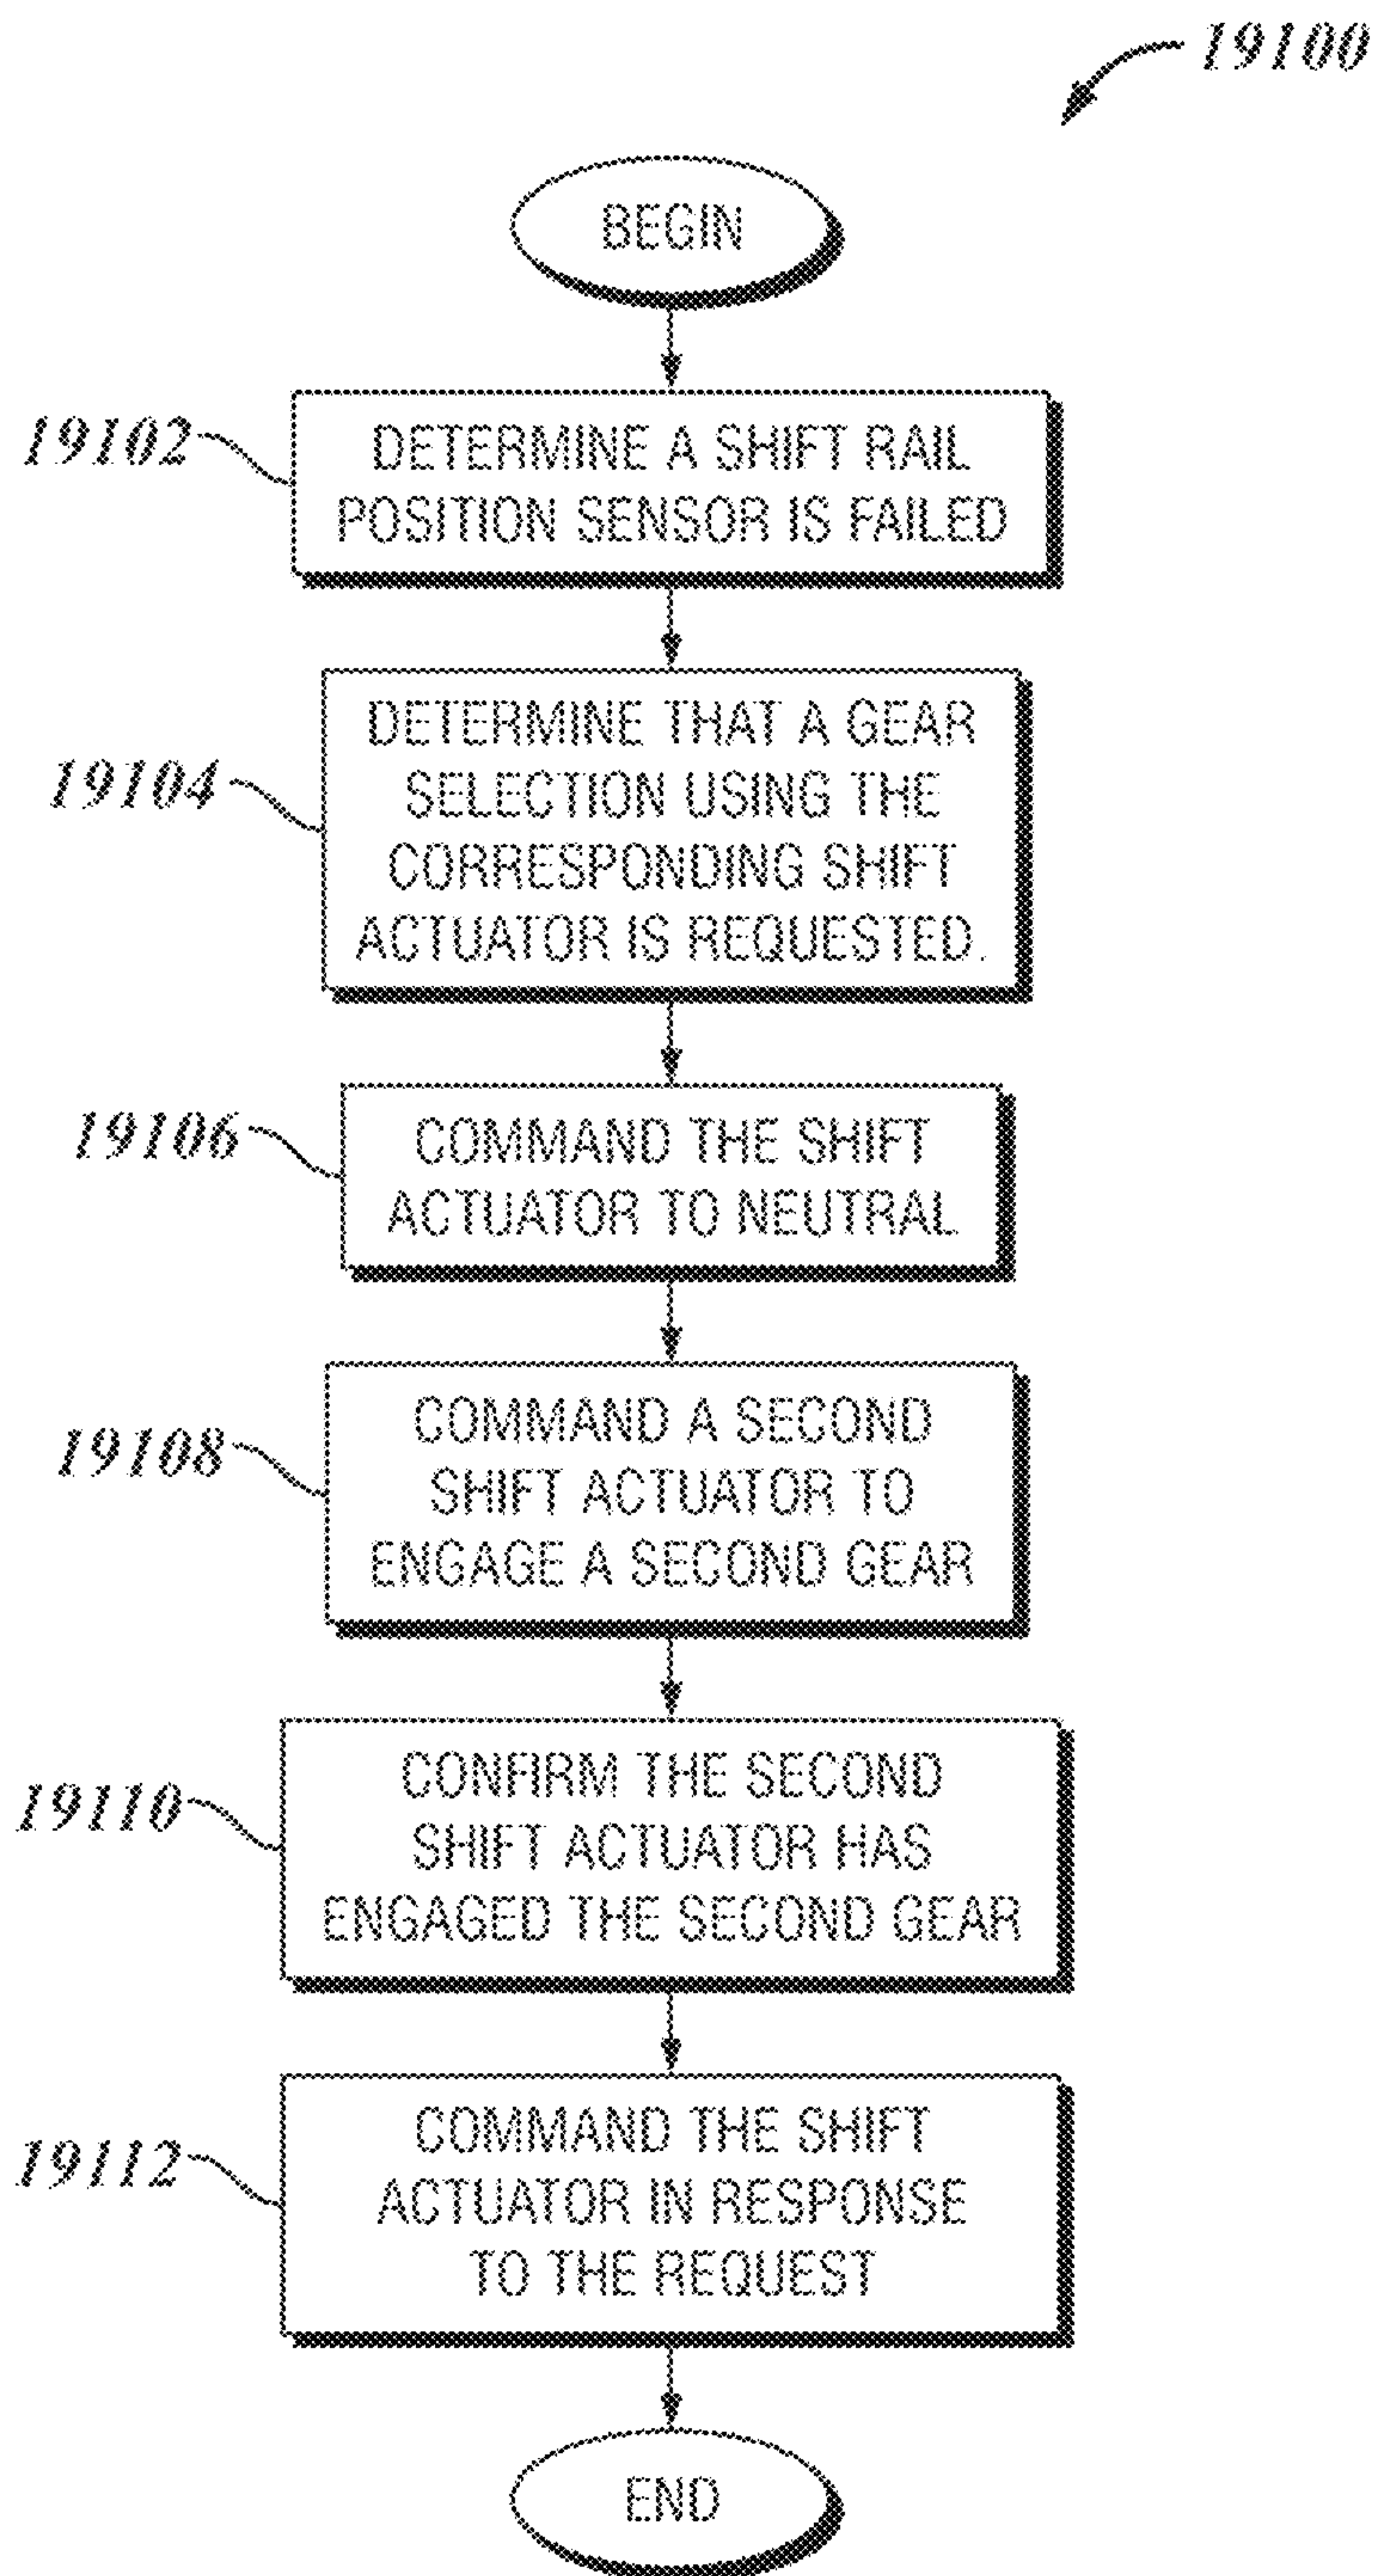 19100
BEGIN
19102
DETERMINE A SHIFT RAIL
POSITION SENSOR IS FAILED
19104
DETERMINE THAT A GEAR
SELECTION USING THE
CORRESPONDING SHIFT
ACTUATOR IS REQUESTED.
19106
COMMAND THE SHIFT
ACTUATOR TO NEUTRAL
19108
COMMAND A SECOND
SHIFT ACTUATOR TO
ENGAGE A SECOND GEAR
19110
CONFIRM THE SECOND
SHIFT ACTUATOR HAS
ENGAGED THE SECOND GEAR
19112
COMMAND THE SHIFT
ACTUATOR IN RESPONSE
TO THE REQUEST
END